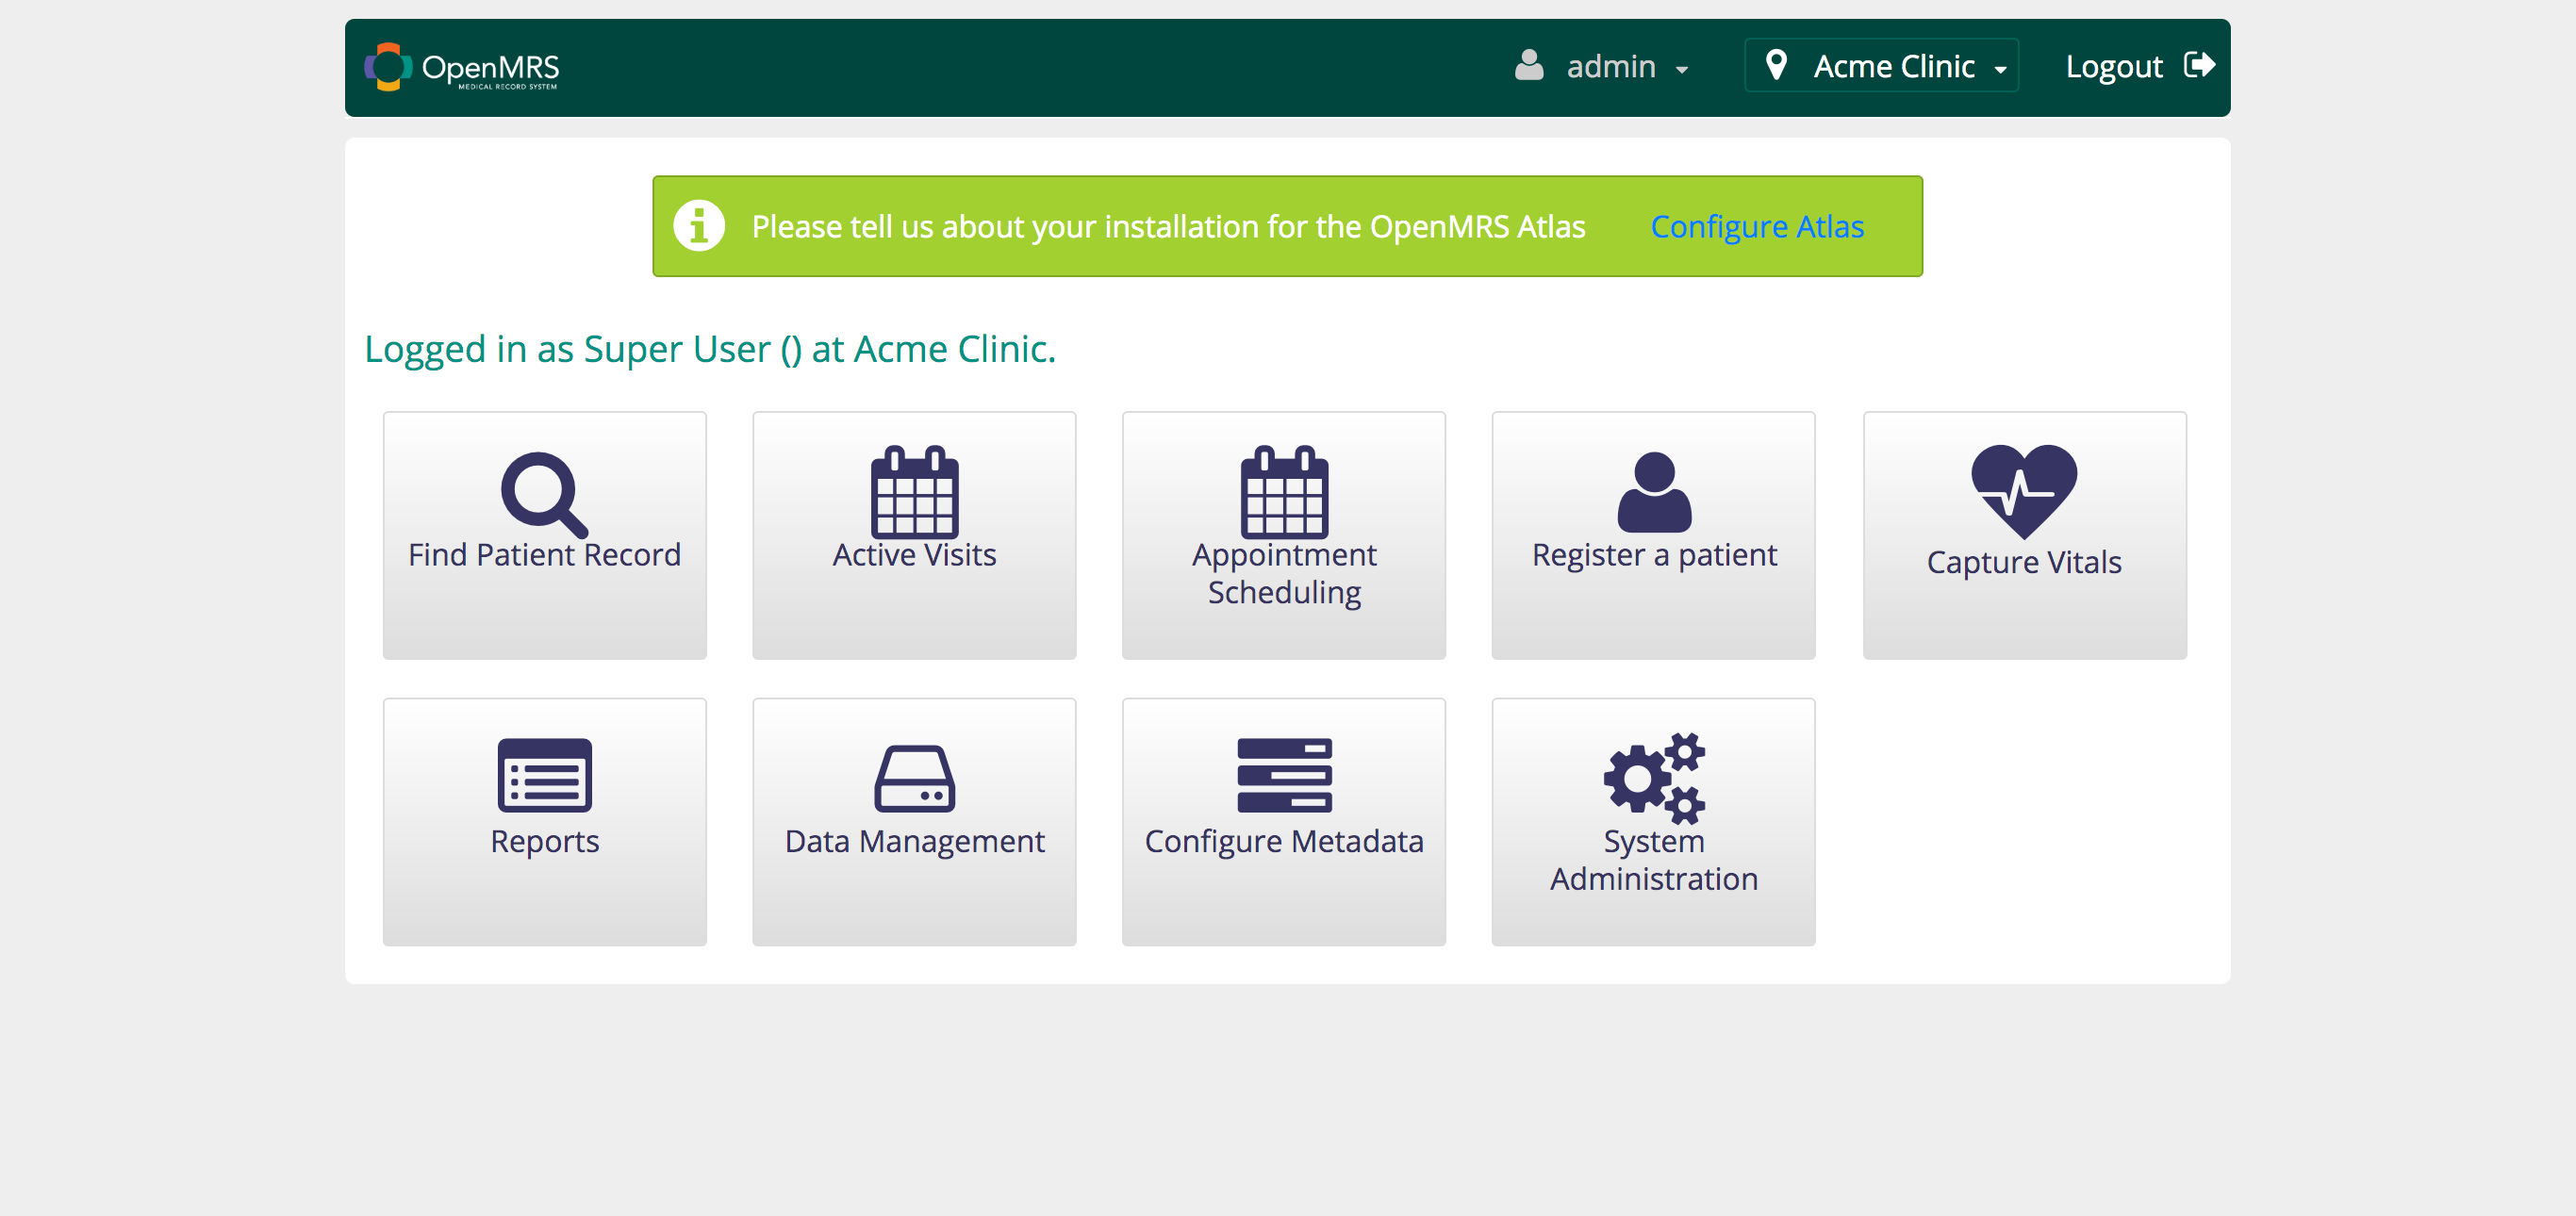 OpenMRS
MEDICAL RECORD SYSTEM
admin
Acme Clinic
Logout
Please tell us about your installation for the OpenMRS Atlas Configure Atlas
Logged in as Super User () at Acme Clinic.
Find Patient Record
Active Visits
Appointment
Scheduling
Register a patient
Capture Vitals
Reports
Data Management
Configure Metadata
System
Administration